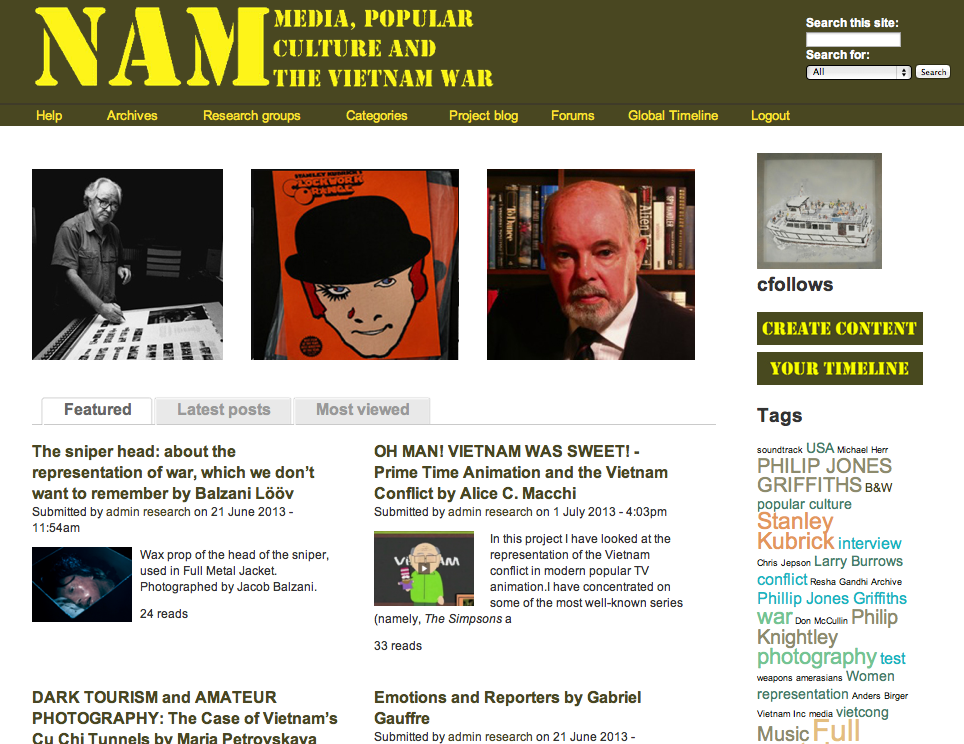 NAM
MEDIA, POPULAR
CULTURE AND
THE VIETNAM WAR
Search this site:
Search for:
All
Search
Help
Archives
Research groups
Categories
Project blog
Forums
Global Timeline
Logout
STANLEY KUBRICK'S
CLOCKWORK
ORANGE
Alien
cfollows
CREATE CONTENT
YOUR TIMELINE
Featured
Latest posts
Most viewed
The sniper head: about the
representation of war, which we don't
want to remember by Balzani Lööv
Submitted by admin research on 21 June 2013 -
11:54am
Wax prop of the head of the sniper,
used in Full Metal Jacket.
Photographed by Jacob Balzani.
24 reads
OH MAN! VIETNAM WAS SWEET! -
Prime Time Animation and the Vietnam
Conflict by Alice C. Macchi
Submitted by admin research on 1 July 2013 - 4:03pm
VIETNAM
In this project I have looked at the
representation of the Vietnam
conflict in modern popular TV
animation.I have concentrated on
some of the most well-known series
(namely, The Simpsons a
33 reads
DARK TOURISM and AMATEUR
PHOTOGRAPHY: The Case of Vietnam's
Cu Chi Tunnels by Maria Petrovskaya
Emotions and Reporters by Gabriel
Gauffre
Submitted by admin research on 21 June 2013 -
Tags
soundtrack USA Michael Herr
PHILIP JONES
GRIFFITHS B&W
popular culture
Stanley
Kubrick interview
Chris Jepson Larry Burrows
conflict Resha Gandhi Archive
Phillip Jones Griffiths
war Don McCullin Philip
Knightley
photography test
weapons amerasians Women
representation Anders Birger
Vietnam Inc media vietcong
Music Full